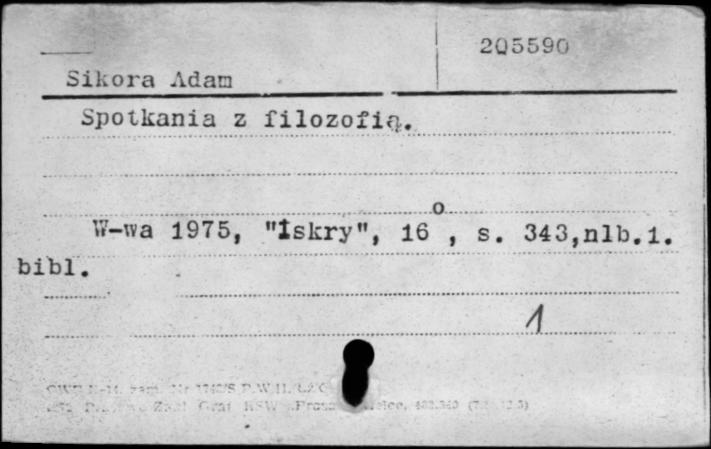 205590
Sikora Adam
Spotkania z filozofią.
W-wa 1975, "Iskry", 16°, s. 343,nlb.1.
bibl.
1